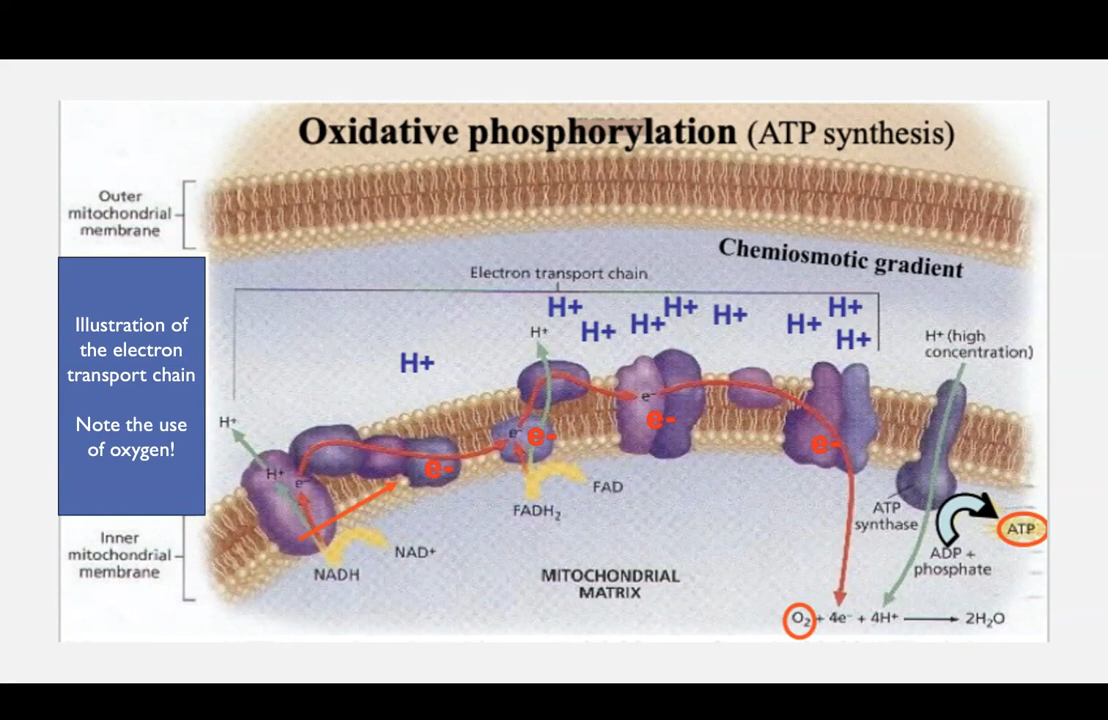 Oxidative phosphorylation (ATP synthesis)
Outer
mitochondrial
membrane
Chemiosmotic gradient
Electron transport chain
Illustration of
the electron
transport chain
Note the use
of oxygen!
H+
H+
H+
H+
H+
H+
H+
H+
H+
H⁺
H⁺ (high
concentration)
H⁺
H⁺
e⁻
e-
e⁻
e-
e⁻
e-
e-
FAD
FADH₂
NAD⁺
NADH
ATP
synthase
ATP
ADP +
phosphate
Inner
mitochondrial
membrane
MITOCHONDRIAL
MATRIX
O₂ + 4e⁻ + 4H⁺ → 2H₂O